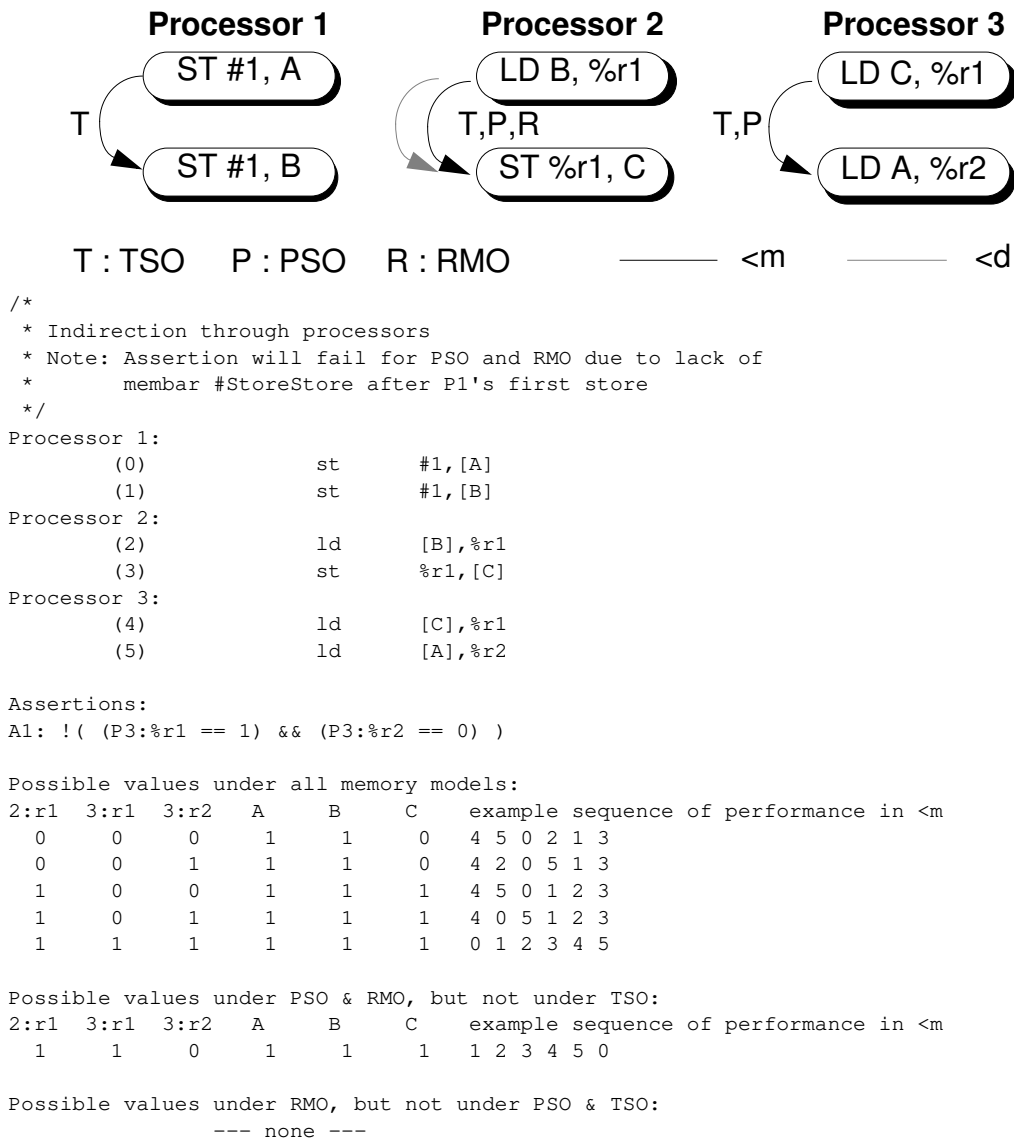 Processor 1 Processor 2 Processor 3
ST #1, A LD B, %r1 LD C, %r1
T T,P,R T,P
ST #1, B ST %r1, C LD A, %r2
T : TSO P : PSO R : RMO <m <d
/*
* Indirection through processors
* Note: Assertion will fail for PSO and RMO due to lack of
* membar #StoreStore after P1's first store
*/
Processor 1:
(0) st #1,[A]
(1) st #1,[B]
Processor 2:
(2) ld [B],%r1
(3) st %r1,[C]
Processor 3:
(4) ld [C],%r1
(5) ld [A],%r2
Assertions:
A1: !( (P3:%r1 == 1) && (P3:%r2 == 0) )
Possible values under all memory models:
2:r1 3:r1 3:r2 A B C example sequence of performance in <m
0 0 0 1 1 0 4 5 0 2 1 3
0 0 1 1 1 0 4 2 0 5 1 3
1 0 0 1 1 1 4 5 0 1 2 3
1 0 1 1 1 1 4 0 5 1 2 3
1 1 1 1 1 1 0 1 2 3 4 5
Possible values under PSO & RMO, but not under TSO:
2:r1 3:r1 3:r2 A B C example sequence of performance in <m
1 1 0 1 1 1 1 2 3 4 5 0
Possible values under RMO, but not under PSO & TSO:
--- none ---